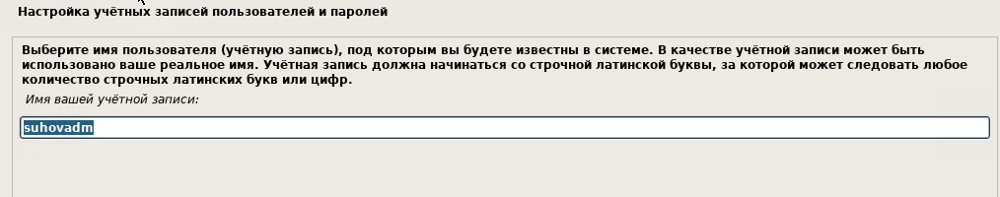 Настройка учётных записей пользователей и паролей
Выберите имя пользователя (учётную запись), под которым вы будете известны в системе. В качестве учётной записи может быть
использовано ваше реальное имя. Учётная запись должна начинаться со строчной латинской буквы, за которой может следовать любое
количество строчных латинских букв или цифр.
Имя вашей учётной записи:
suhovadm